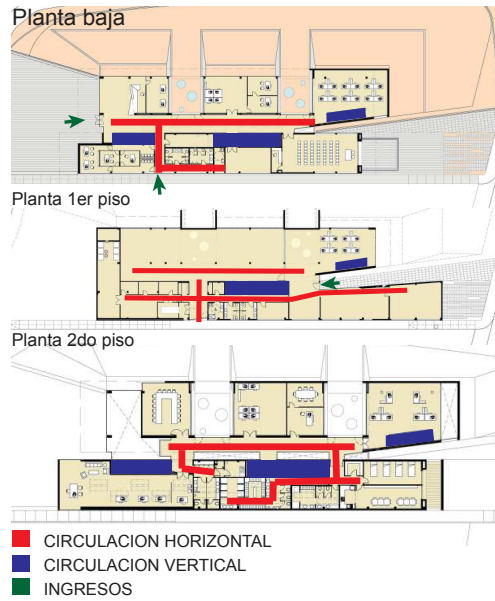 Planta baja
Planta 1er piso
Planta 2do piso
CIRCULACION HORIZONTAL
CIRCULACION VERTICAL
INGRESOS